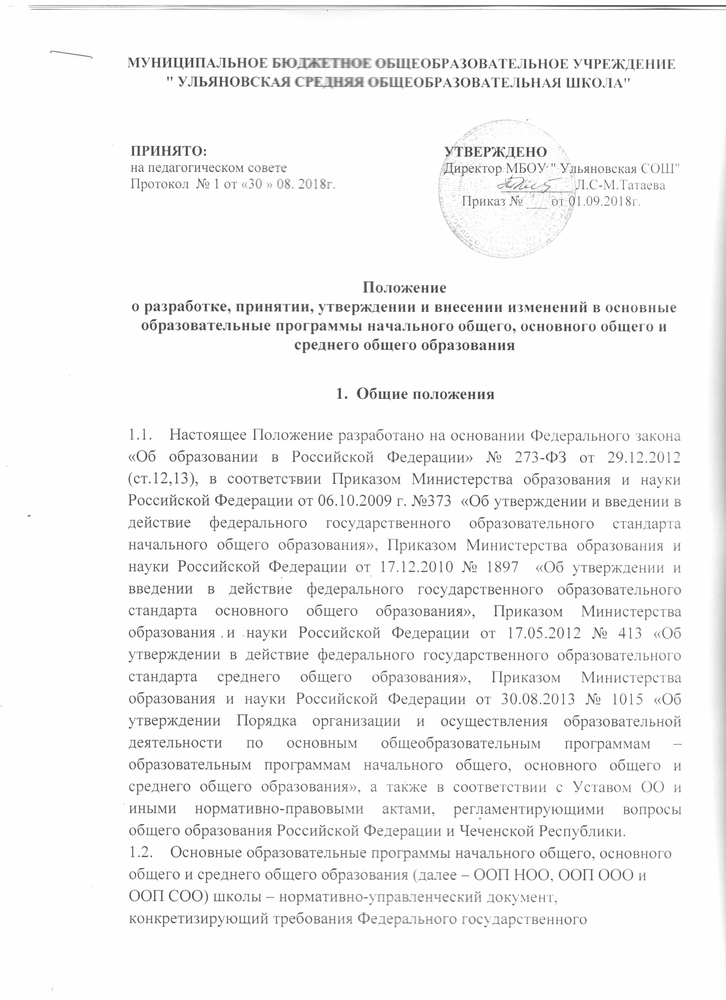 МУНИЦИПАЛЬНОЕ БЮДЖЕТНОЕ ОБЩЕОБРАЗОВАТЕЛЬНОЕ УЧРЕЖДЕНИЕ
" УЛЬЯНОВСКАЯ СРЕДНЯЯ ОБЩЕОБРАЗОВАТЕЛЬНАЯ ШКОЛА"
ПРИНЯТО:
на педагогическом совете
Протокол № 1 от «30 » 08. 2018г.
УТВЕРЖДЕНО
Директор МБОУ " Ульяновская СОШ"
Л.С-М.Татаева
Приказ № ___ от 01.09.2018г.
Положение
о разработке, принятии, утверждении и внесении изменений в основные
образовательные программы начального общего, основного общего и
среднего общего образования
1. Общие положения
1.1. Настоящее Положение разработано на основании Федерального закона
«Об образовании в Российской Федерации» № 273-ФЗ от 29.12.2012
(ст.12,13), в соответствии Приказом Министерства образования и науки
Российской Федерации от 06.10.2009 г. №373 «Об утверждении и введении в
действие федерального государственного образовательного стандарта
начального общего образования», Приказом Министерства образования и
науки Российской Федерации от 17.12.2010 № 1897 «Об утверждении и
введении в действие федерального государственного образовательного
стандарта основного общего образования», Приказом Министерства
образования и науки Российской Федерации от 17.05.2012 № 413 «Об
утверждении в действие федерального государственного образовательного
стандарта среднего общего образования», Приказом Министерства
образования и науки Российской Федерации от 30.08.2013 № 1015 «Об
утверждении Порядка организации и осуществления образовательной
деятельности по основным общеобразовательным программам –
образовательным программам начального общего, основного общего и
среднего общего образования», а также в соответствии с Уставом ОО и
иными нормативно-правовыми актами, регламентирующими вопросы
общего образования Российской Федерации и Чеченской Республики.
1.2. Основные образовательные программы начального общего, основного
общего и среднего общего образования (далее – ООП НОО, ООП ООО и
ООП СОО) школы – нормативно-управленческий документ,
конкретизирующий требования Федерального государственного